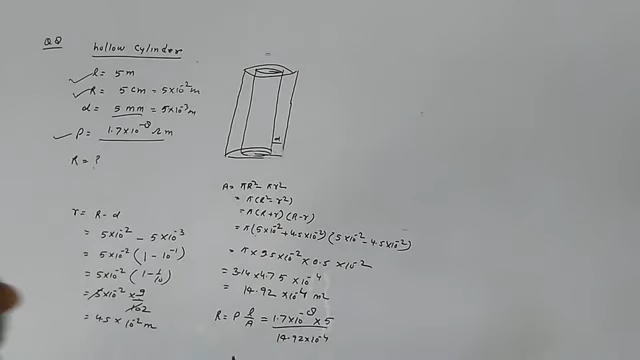 QQ
hollow cylinder
l = 5m
R = 5 cm = 5×10⁻² m
d = 5 mm = 5×10⁻³ m
ρ = 1.7×10⁻⁸ Ω m
R = ?
d
r = R - d
= 5×10⁻² - 5×10⁻³
= 5×10⁻² (1 - 10⁻¹)
= 5×10⁻² (1 - 1/10)
= 5×10⁻² × 9/10 2
= 4.5 × 10⁻² m
A = πR² - πr²
= π(R² - r²)
= π(R+r) (R-r)
= π(5×10⁻² + 4.5×10⁻²) (5×10⁻² - 4.5×10⁻²)
= π × 9.5×10⁻² × 0.5 × 10⁻²
= 3.14 × 4.75 × 10⁻⁴
= 14.92 × 10⁻⁴ m²
R = ρ l/A = 1.7×10⁻⁸ × 5 / 14.92×10⁻⁴